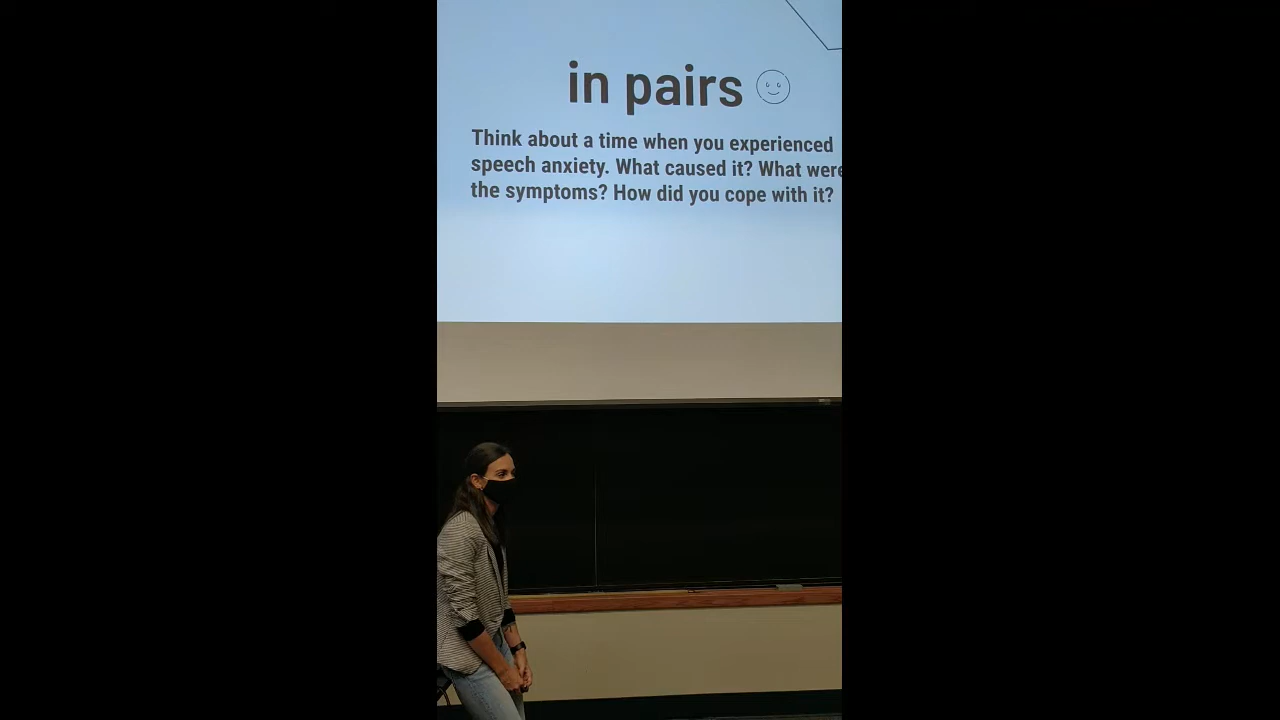 in pairs
Think about a time when you experienced
speech anxiety. What caused it? What were
the symptoms? How did you cope with it?